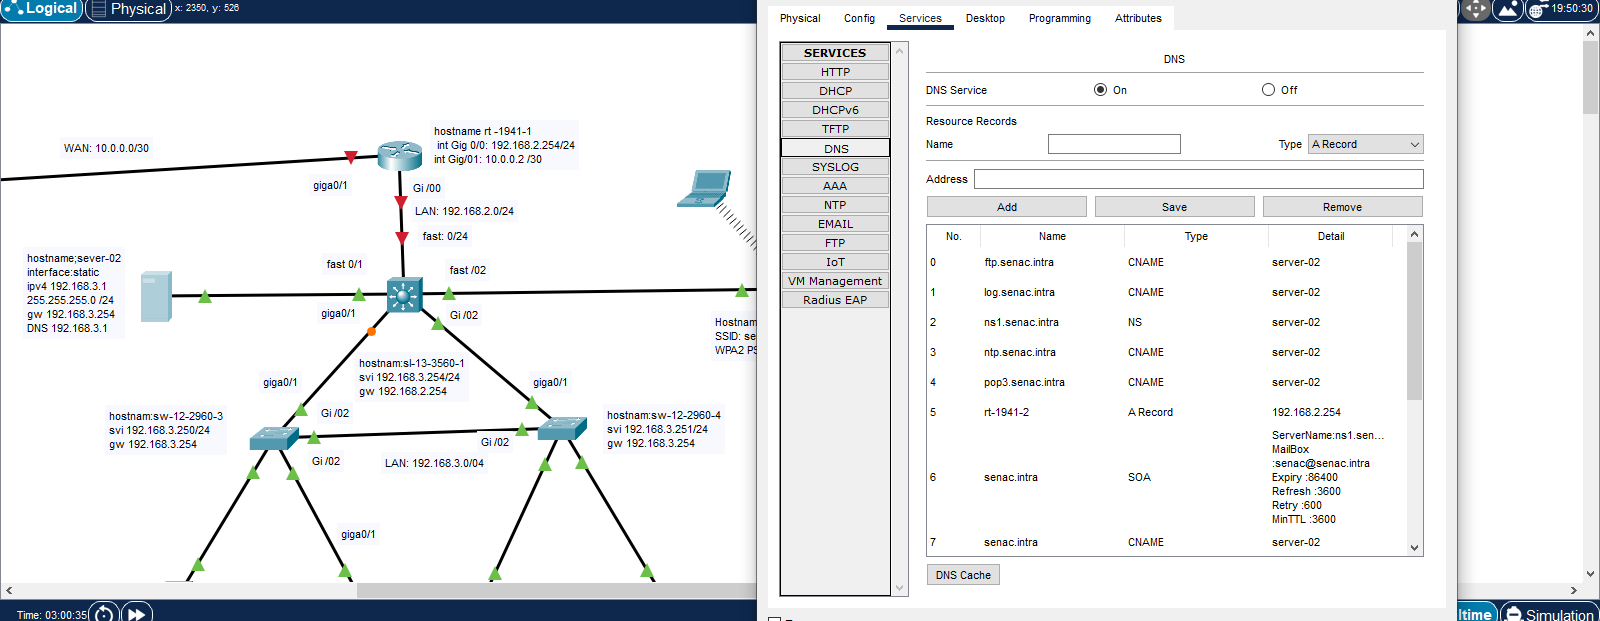 Logical
Physical
x: 2350, y: 526
19:50:30
WAN: 10.0.0.0/30
hostname rt -1941-1
int Gig 0/0: 192.168.2.254/24
int Gig/01: 10.0.0.2 /30
giga0/1
Gi /00
LAN: 192.168.2.0/24
fast: 0/24
hostname;sever-02
interface:static
ipv4 192.168.3.1
255.255.255.0 /24
gw 192.168.3.254
DNS 192.168.3.1
fast 0/1
fast /02
giga0/1
Gi /02
Hostnam
SSID: se
WPA2 PS
hostnam:sl-13-3560-1
svi 192.168.3.254/24
gw 192.168.2.254
giga0/1
giga0/1
Gi /02
hostnam:sw-12-2960-3
svi 192.168.3.250/24
gw 192.168.3.254
hostnam:sw-12-2960-4
svi 192.168.3.251/24
gw 192.168.3.254
Gi /02
Gi /02
LAN: 192.168.3.0/04
giga0/1
Time: 03:00:35
Physical
Config
Services
Desktop
Programming
Attributes
SERVICES
HTTP
DHCP
DHCPv6
TFTP
DNS
SYSLOG
AAA
NTP
EMAIL
FTP
IoT
VM Management
Radius EAP
DNS
DNS Service
On
Off
Resource Records
Name
Type
A Record
Address
Add
Save
Remove
No. Name Type Detail
0 ftp.senac.intra CNAME server-02
1 log.senac.intra CNAME server-02
2 ns1.senac.intra NS server-02
3 ntp.senac.intra CNAME server-02
4 pop3.senac.intra CNAME server-02
5 rt-1941-2 A Record 192.168.2.254
6 senac.intra SOA ServerName:ns1.sen...
MailBox
:senac@senac.intra
Expiry :86400
Refresh :3600
Retry :600
MinTTL :3600
7 senac.intra CNAME server-02
DNS Cache
ltime
Simulation